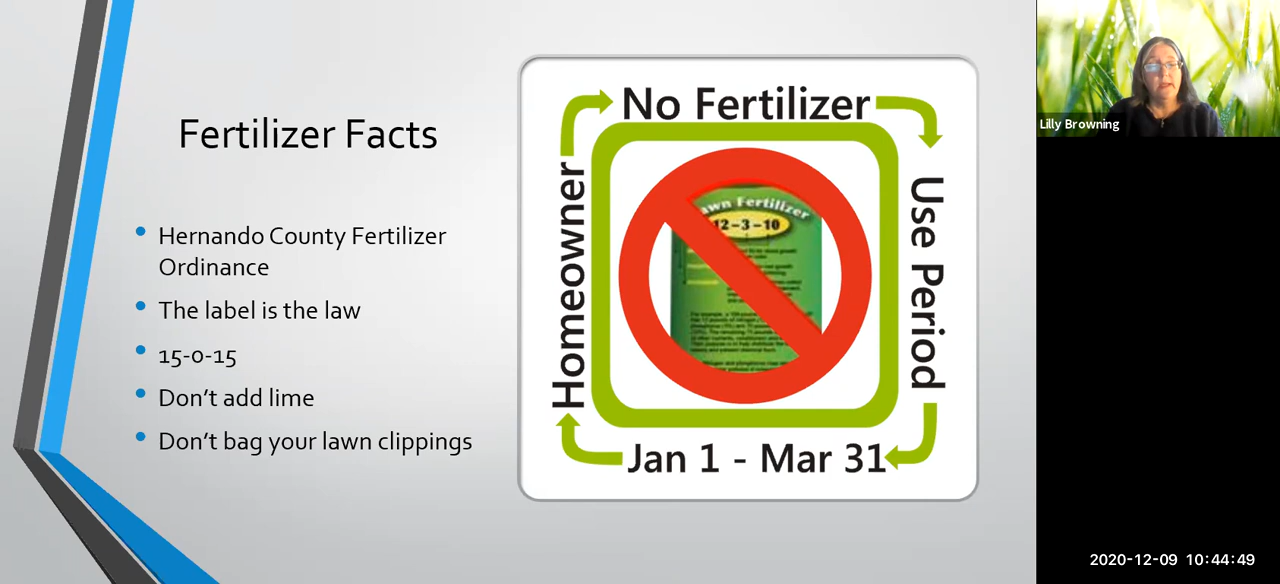 Fertilizer Facts
Hernando County Fertilizer
Ordinance
The label is the law
15-0-15
Don't add lime
Don't bag your lawn clippings
No Fertilizer
Use Period
Jan 1 - Mar 31
Homeowner
Lawn Fertilizer
12-3-10
Lilly Browning
2020-12-09 10:44:49